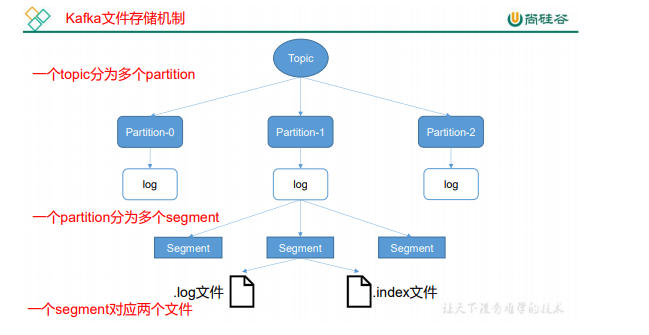 Kafka文件存储机制
尚硅谷
Topic
一个topic分为多个partition
Partition-0
Partition-1
Partition-2
log
log
log
一个partition分为多个segment
Segment
Segment
Segment
.log文件
.index文件
一个segment对应两个文件
让天下没有难学的技术